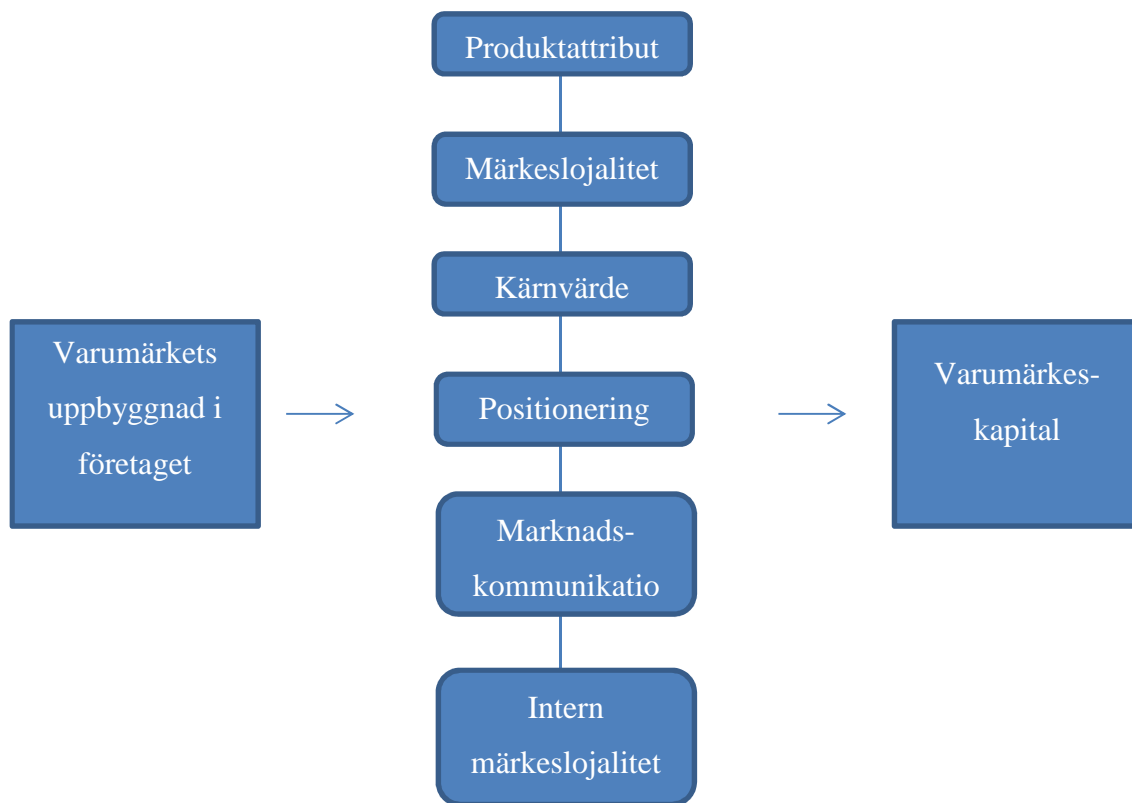 Produktattribut
Märkeslojalitet
Kärnvärde
Varumärkets
uppbyggnad i
företaget
Positionering
Varumärkes-
kapital
Marknads-
kommunikatio
Intern
märkeslojalitet